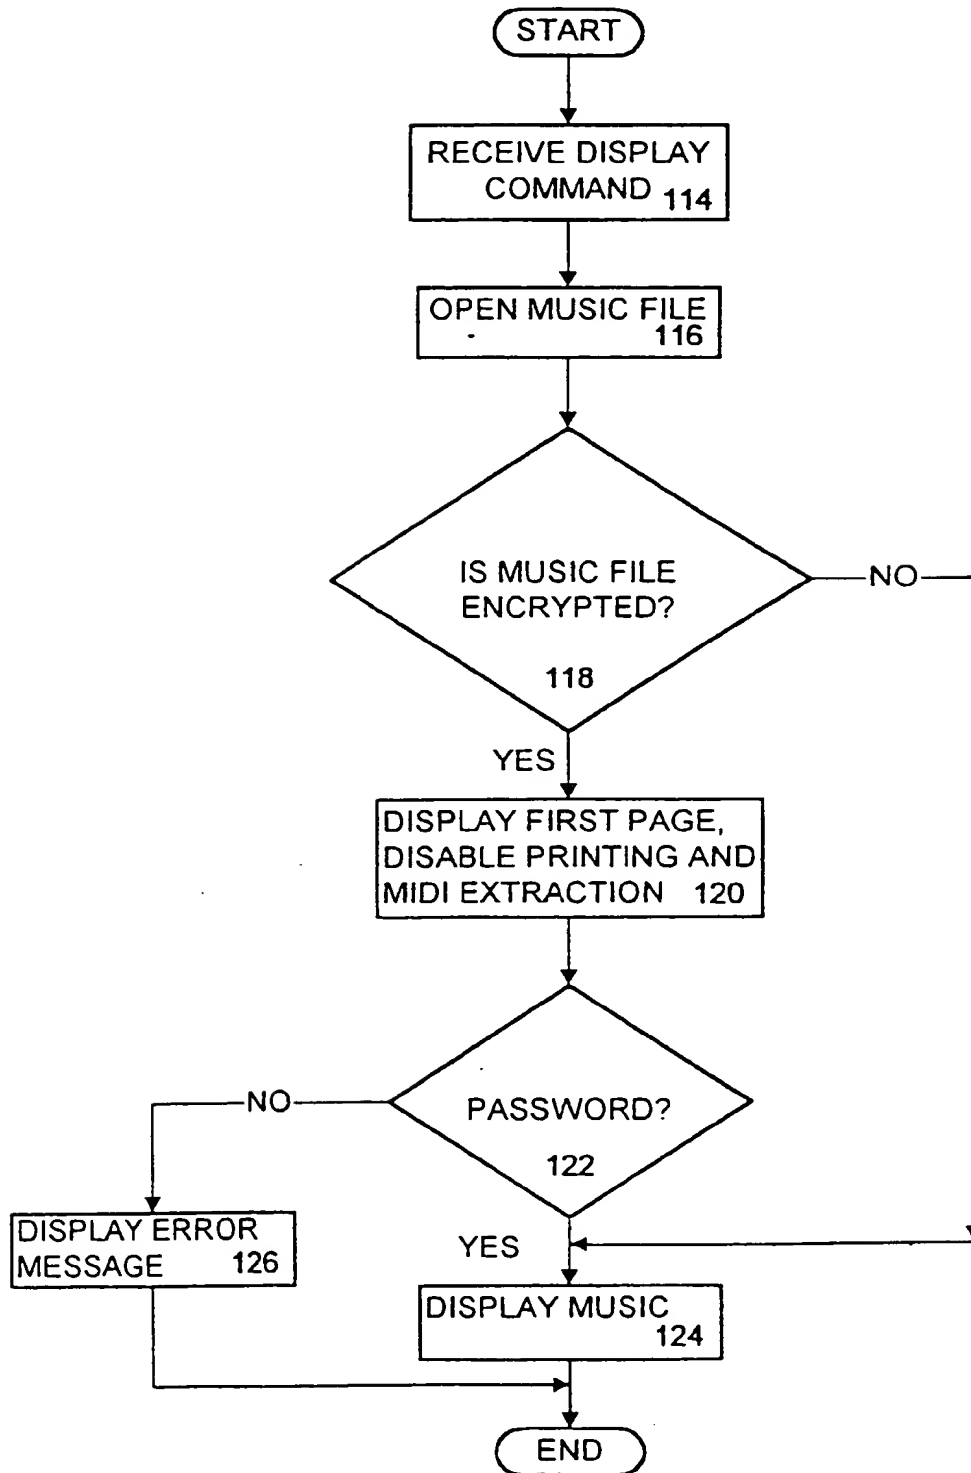 START
RECEIVE DISPLAY
COMMAND 114
OPEN MUSIC FILE
116
IS MUSIC FILE
ENCRYPTED?
118
NO
YES
DISPLAY FIRST PAGE,
DISABLE PRINTING AND
MIDI EXTRACTION 120
PASSWORD?
122
NO
YES
DISPLAY ERROR
MESSAGE 126
DISPLAY MUSIC
124
END